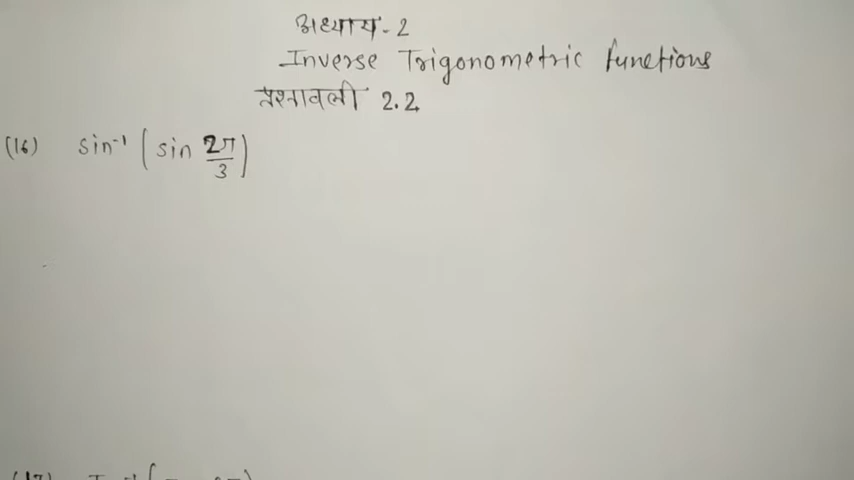 अध्याय-2
Inverse Trigonometric functions
प्रश्नावली 2.2
(16) sin⁻¹ (sin 2π/3)